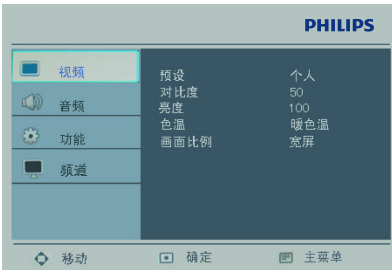 PHILIPS
视频
音频
功能
频道
预设 个人
对比度 50
亮度 100
色温 暖色温
画面比例 宽屏
移动 确定 主菜单